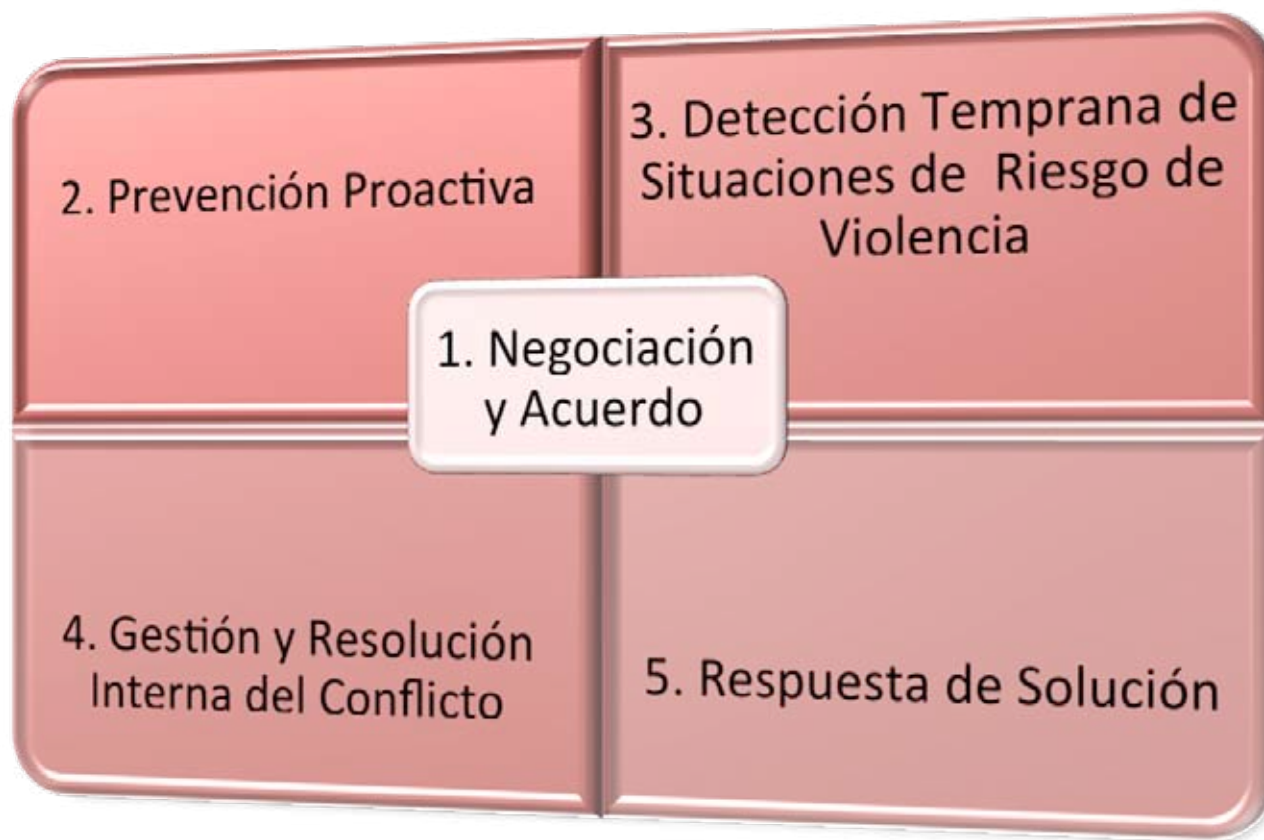 2. Prevención Proactiva
3. Detección Temprana de
Situaciones de Riesgo de
Violencia
1. Negociación
y Acuerdo
4. Gestión y Resolución
Interna del Conflicto
5. Respuesta de Solución